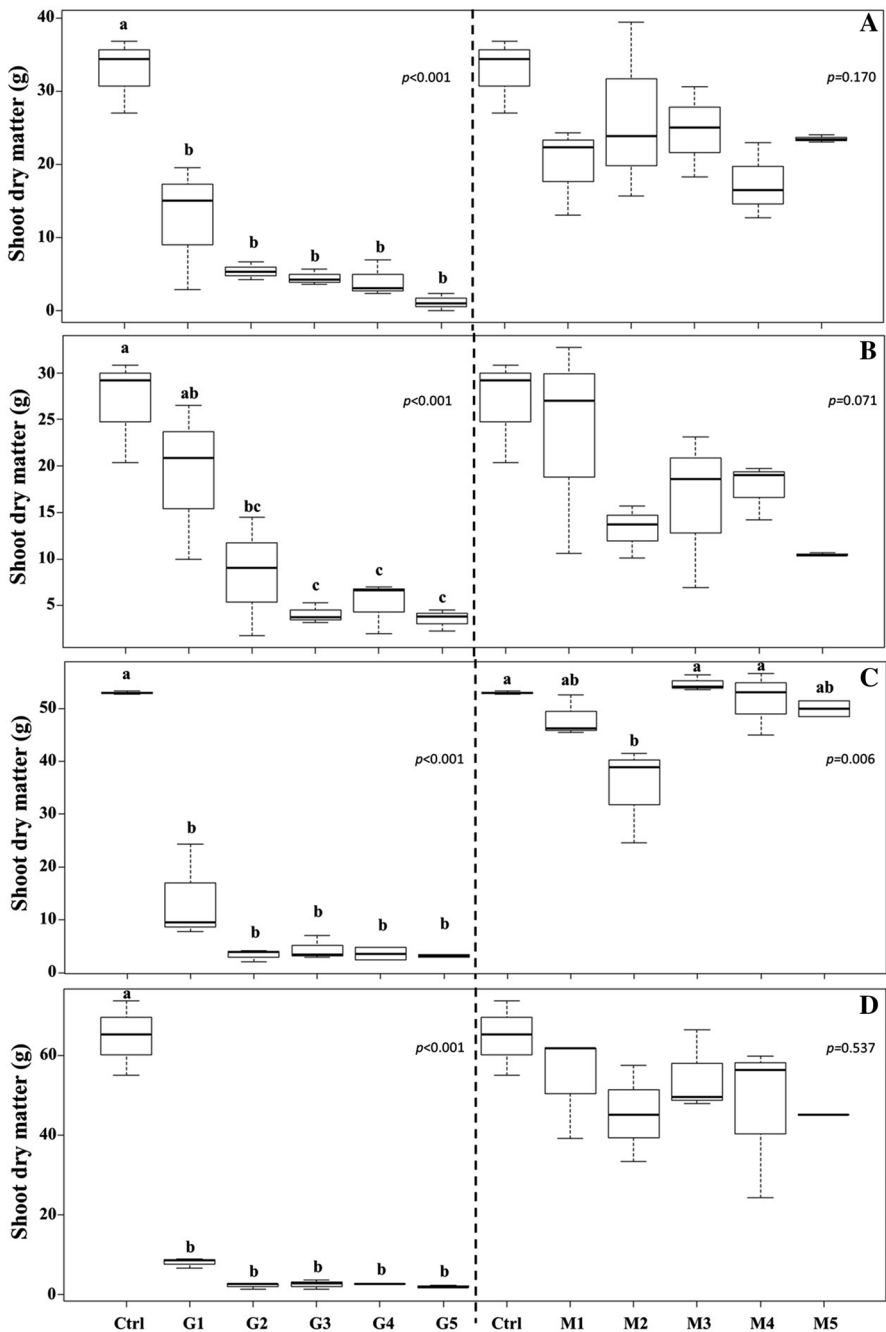 A
Shoot dry matter (g)
40
30
20
10
0
a
b
b
b
b
b
p<0.001
p=0.170
B
Shoot dry matter (g)
30
25
20
15
10
5
a
ab
bc
c
c
c
p<0.001
p=0.071
C
Shoot dry matter (g)
50
40
30
20
10
0
a
b
b
b
b
b
p<0.001
a
ab
b
a
a
ab
p=0.006
D
Shoot dry matter (g)
60
40
20
0
a
b
b
b
b
b
p<0.001
p=0.537
Ctrl G1 G2 G3 G4 G5 Ctrl M1 M2 M3 M4 M5